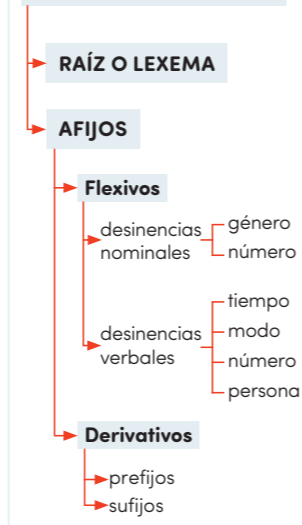 RAÍZ O LEXEMA
AFIJOS
Flexivos
desinencias
nominales
género
número
desinencias
verbales
tiempo
modo
número
persona
Derivativos
prefijos
sufijos